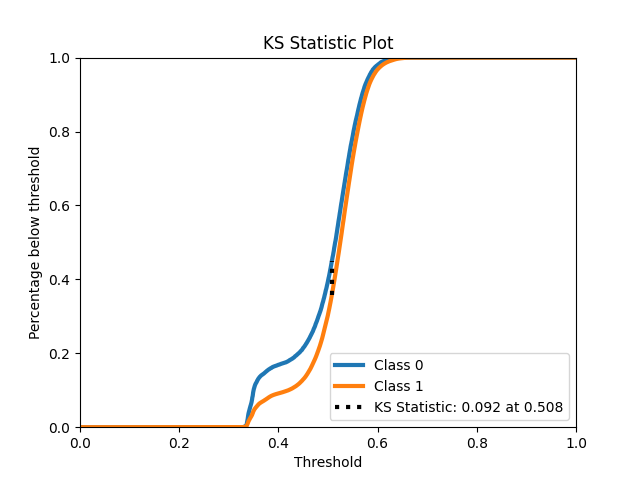 KS Statistic Plot
Percentage below threshold
1.0
0.8
0.6
0.4
0.2
0.0
0.0 0.2 0.4 0.6 0.8 1.0
Threshold
Class 0
Class 1
KS Statistic: 0.092 at 0.508